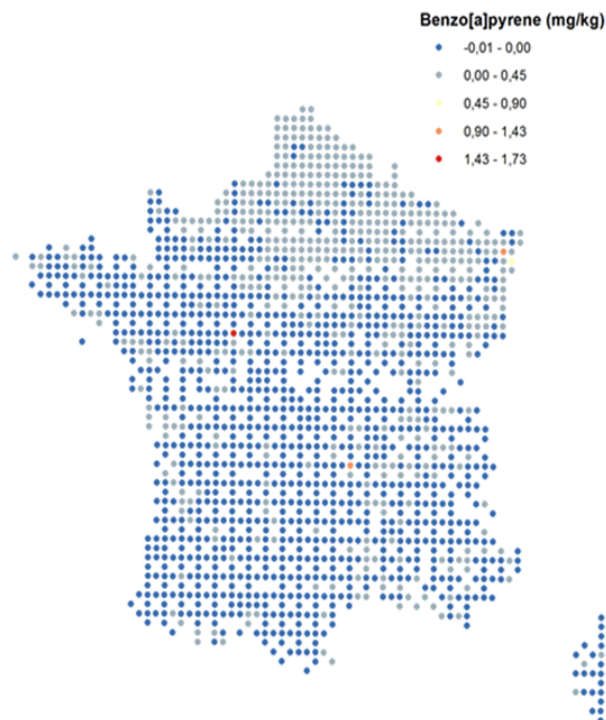 Benzo[a]pyrene (mg/kg)
-0,01 - 0,00
0,00 - 0,45
0,45 - 0,90
0,90 - 1,43
1,43 - 1,73